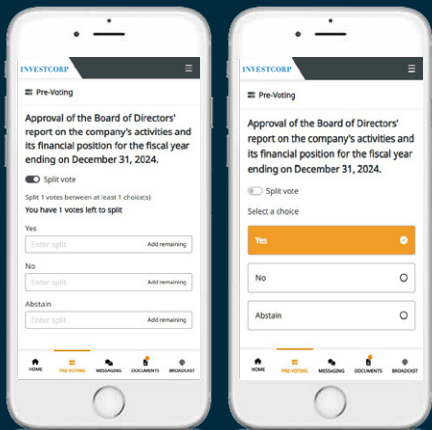 INVESTCORP
Pre-Voting
Approval of the Board of Directors'
report on the company's activities and
its financial position for the fiscal year
ending on December 31, 2024.
Split vote
Split 1 votes between at least 1 choice(s)
You have 1 votes left to split
Yes
Enter split Add remaining
No
Enter split Add remaining
Abstain
Enter split Add remaining
HOME PRE-VOTING MESSAGING DOCUMENTS BROADCAST
INVESTCORP
Pre-Voting
Approval of the Board of Directors'
report on the company's activities and
its financial position for the fiscal year
ending on December 31, 2024.
Split vote
Select a choice
Yes
No
Abstain
HOME PRE-VOTING MESSAGING DOCUMENTS BROADCAST